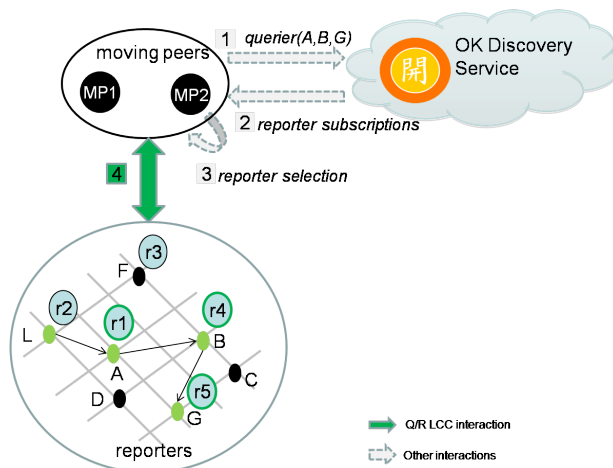 1 querier(A,B,G)
moving peers
OK Discovery
Service
開
MP1
MP2
2 reporter subscriptions
3 reporter selection
4
r3
F
r2
r1
r4
L
B
A
C
D
r5
G
reporters
Q/R LCC interaction
Other interactions